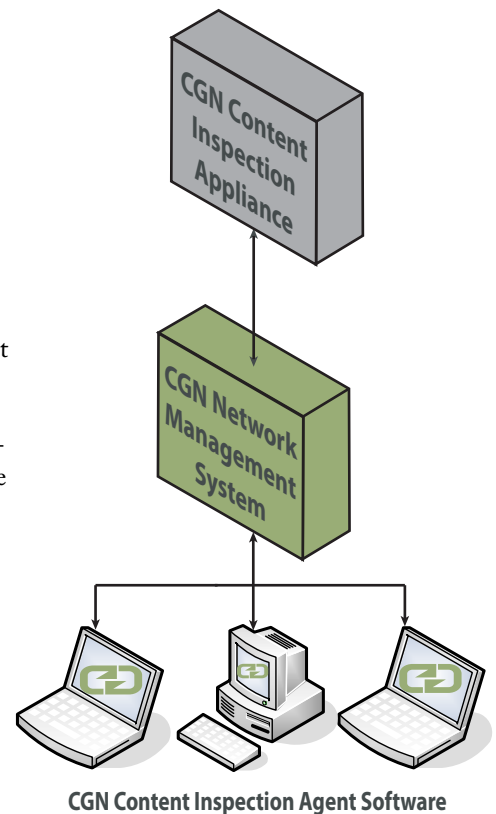 CGN Content
Inspection
Appliance
t
CGN Network
Management
System
-
e
CGN Content Inspection Agent Software